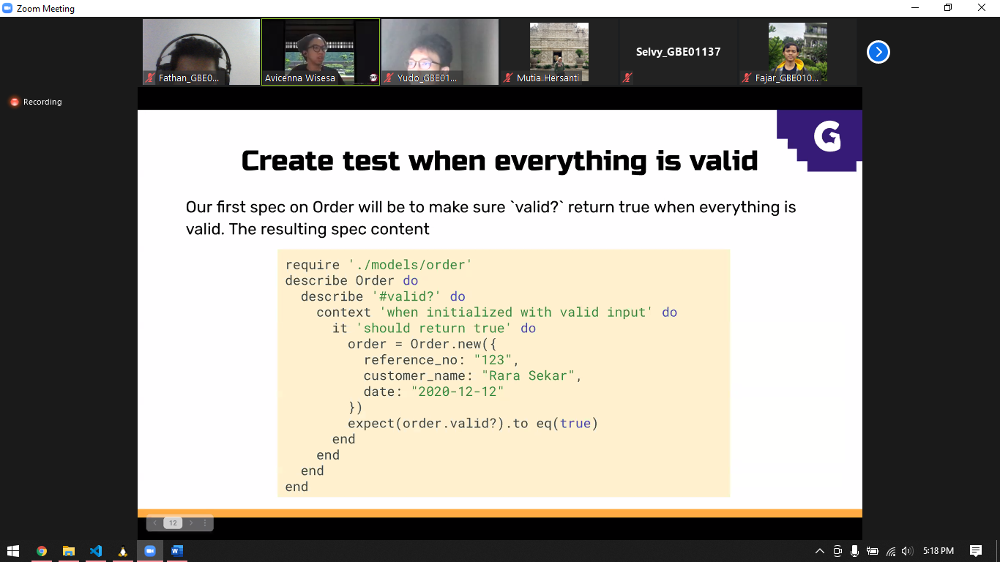 Zoom Meeting
Fathan_GBE0...
Avicenna Wisesa
Yudo_GBE01...
Mutia Hersanti
Selvy_GBE01137
Fajar_GBE010...
Recording
G
Create test when everything is valid
Our first spec on Order will be to make sure `valid?` return true when everything is
valid. The resulting spec content
require './models/order'
describe Order do
  describe '#valid?' do
    context 'when initialized with valid input' do
      it 'should return true' do
        order = Order.new({
          reference_no: "123",
          customer_name: "Rara Sekar",
          date: "2020-12-12"
        })
        expect(order.valid?).to eq(true)
      end
    end
  end
end
12
5:18 PM